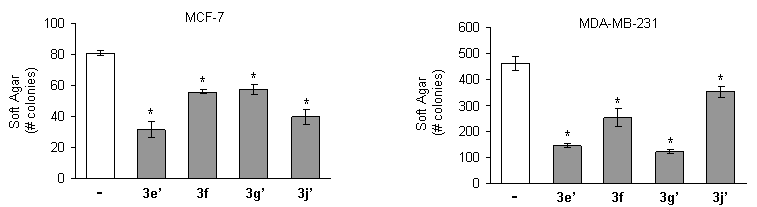 MCF-7
Soft Agar
(# colonies)
100
80
60
40
20
0
*
*
*
*
-
3e'
3f
3g'
3j'
MDA-MB-231
Soft Agar
(# colonies)
600
500
400
300
200
100
0
*
*
*
*
-
3e'
3f
3g'
3j'